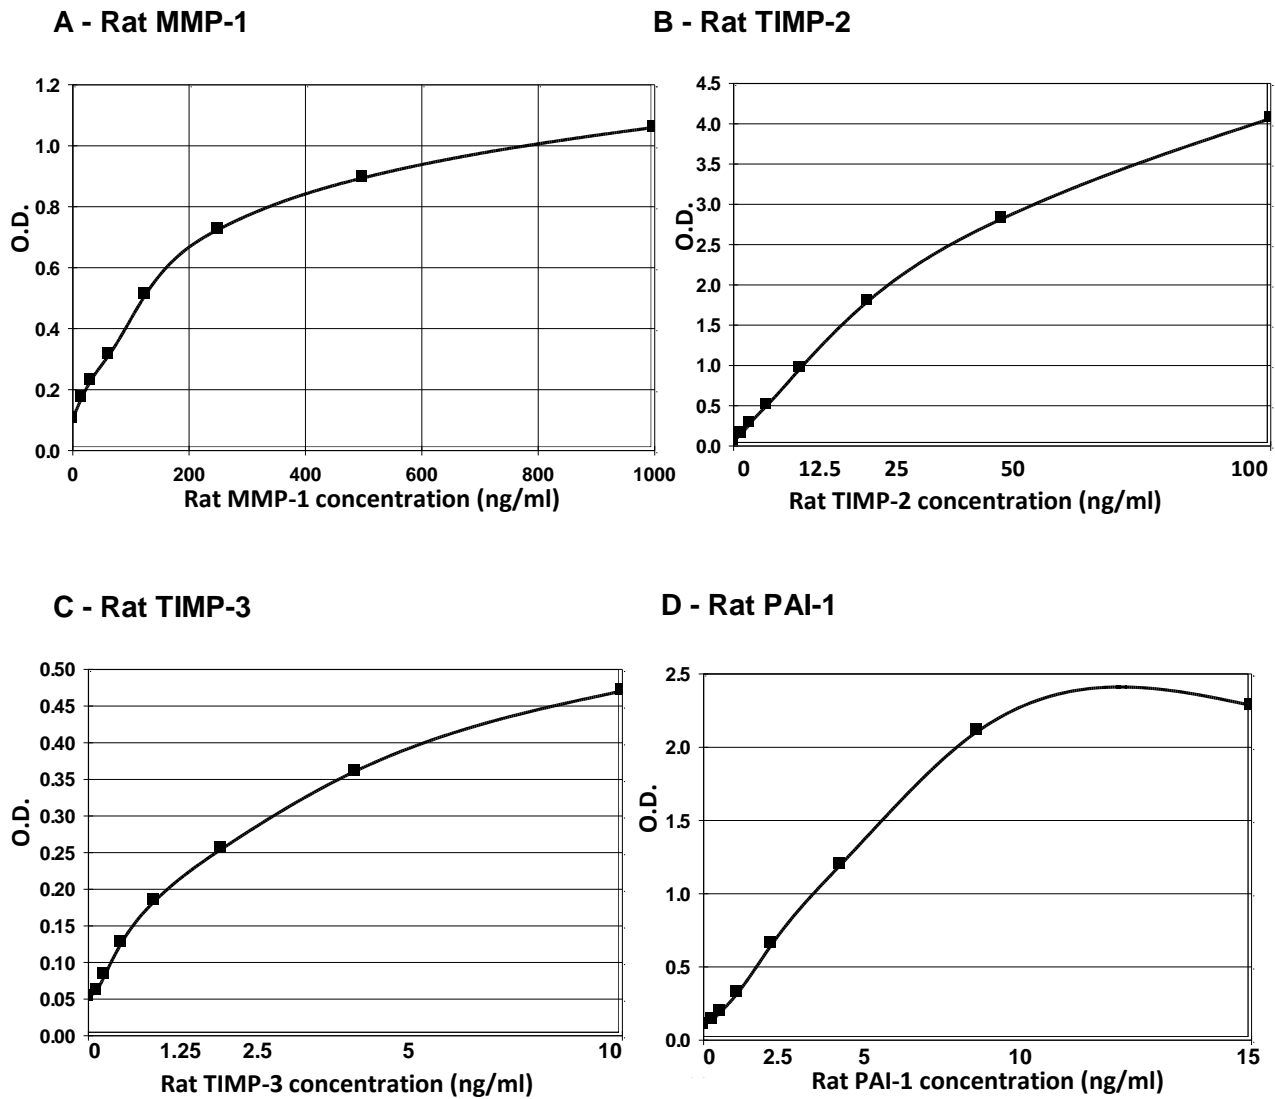 A - Rat MMP-1
1.2
1.0
0.8
0.6
0.4
0.2
0.0
O.D.
0 200 400 600 800 1000
Rat MMP-1 concentration (ng/ml)
B - Rat TIMP-2
4.5
4.0
3.5
3.0
2.5
2.0
1.5
1.0
0.5
0.0
O.D.
0 12.5 25 50 100
Rat TIMP-2 concentration (ng/ml)
C - Rat TIMP-3
0.50
0.45
0.40
0.35
0.30
0.25
0.20
0.15
0.10
0.05
0.00
O.D.
0 1.25 2.5 5 10
Rat TIMP-3 concentration (ng/ml)
D - Rat PAI-1
2.5
2.0
1.5
1.0
0.5
0.0
O.D.
0 2.5 5 10 15
Rat PAI-1 concentration (ng/ml)